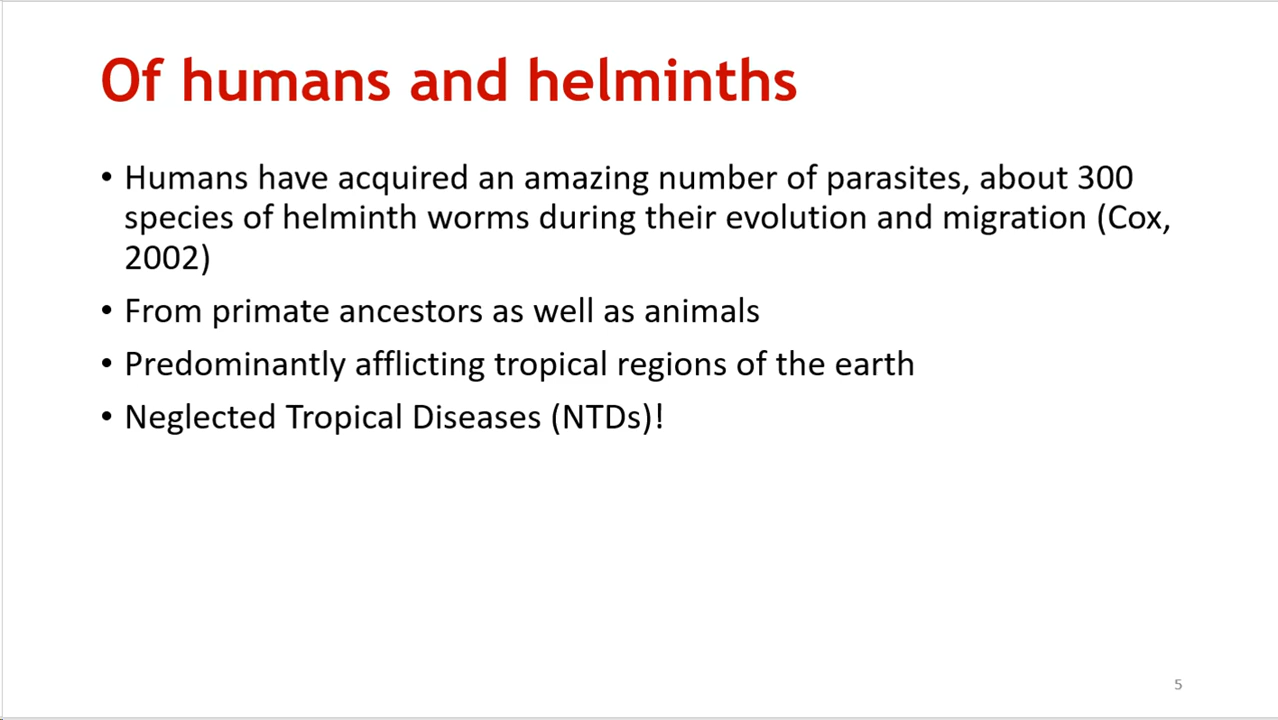 Of humans and helminths
• Humans have acquired an amazing number of parasites, about 300
species of helminth worms during their evolution and migration (Cox,
2002)
• From primate ancestors as well as animals
• Predominantly afflicting tropical regions of the earth
• Neglected Tropical Diseases (NTDs)!
5